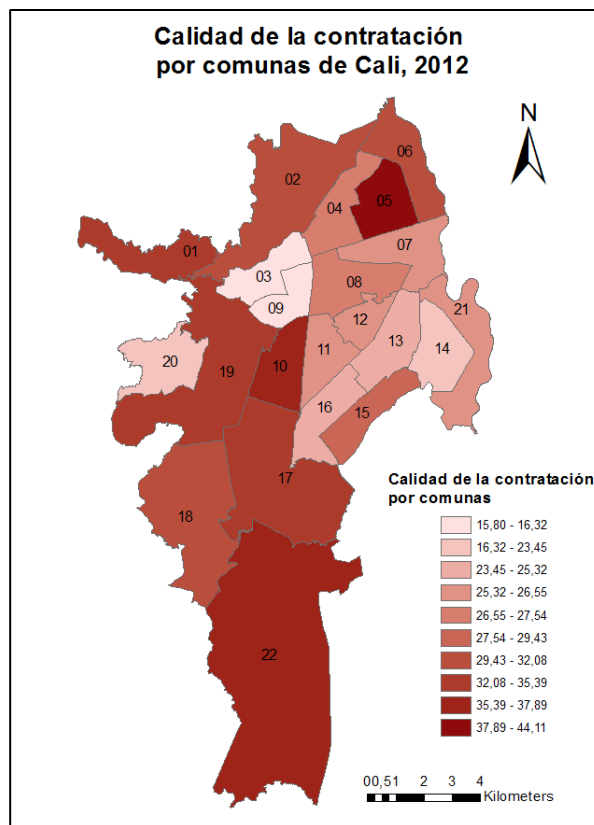 Calidad de la contratación
por comunas de Cali, 2012
N
06
02
04
05
07
01
03
08
21
09
12
11
13
14
20
10
19
16
15
17
18
22
Calidad de la contratación
por comunas
15,80 - 16,32
16,32 - 23,45
23,45 - 25,32
25,32 - 26,55
26,55 - 27,54
27,54 - 29,43
29,43 - 32,08
32,08 - 35,39
35,39 - 37,89
37,89 - 44,11
00,51 2 3 4
Kilometers